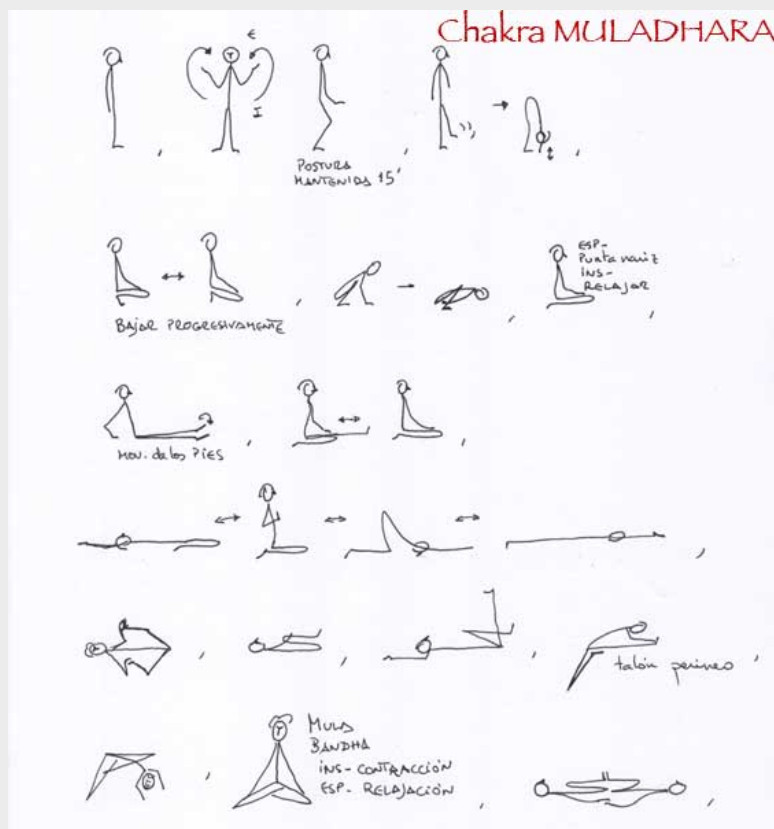 Chakra MULADHARA
E
I
POSTURA
MANTENIDA 15'
BAJAR PROGRESIVAMENTE
ESP-
Punta nariz
INS-
RELAJAR
MOV. de los PIES
MULA
BANDHA
INS- CONTRACCIÓN
ESP- RELAJACIÓN
talón perineo